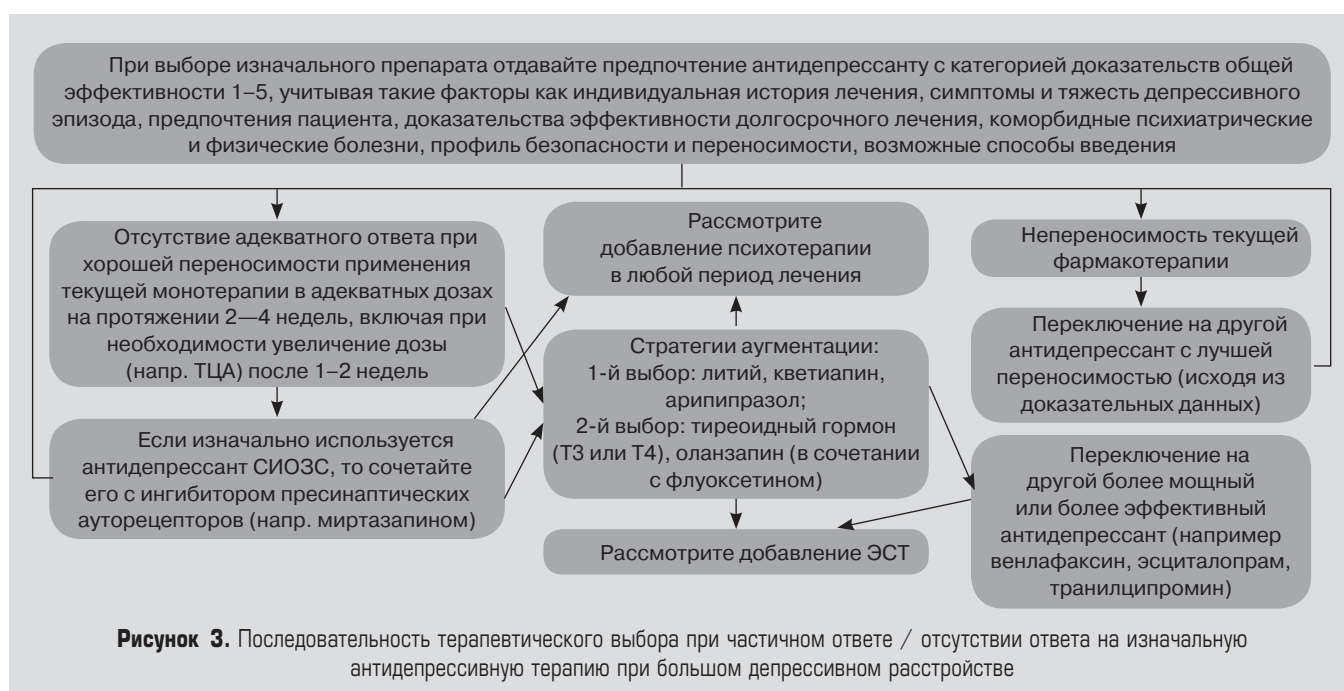 При выборе изначального препарата отдавайте предпочтение антидепрессанту с категорией доказательств общей
эффективности 1–5, учитывая такие факторы как индивидуальная история лечения, симптомы и тяжесть депрессивного
эпизода, предпочтения пациента, доказательства эффективности долгосрочного лечения, коморбидные психиатрические
и физические болезни, профиль безопасности и переносимости, возможные способы введения
Отсутствие адекватного ответа при
хорошей переносимости применения
текущей монотерапии в адекватных дозах
на протяжении 2—4 недель, включая при
необходимости увеличение дозы
(напр. ТЦА) после 1–2 недель
Если изначально используется
антидепрессант СИОЗС, то сочетайте
его с ингибитором пресинаптических
ауторецепторов (напр. миртазапином)
Рассмотрите
добавление психотерапии
в любой период лечения
Стратегии аугментации:
1-й выбор: литий, кветиапин,
арипипразол;
2-й выбор: тиреоидный гормон
(Т3 или Т4), оланзапин (в сочетании
с флуоксетином)
Рассмотрите добавление ЭСТ
Непереносимость текущей
фармакотерапии
Переключение на другой
антидепрессант с лучшей
переносимостью (исходя из
доказательных данных)
Переключение на
другой более мощный
или более эффективный
антидепрессант (например
венлафаксин, эсциталопрам,
транилципромин)
Рисунок 3. Последовательность терапевтического выбора при частичном ответе / отсутствии ответа на изначальную
антидепрессивную терапию при большом депрессивном расстройстве